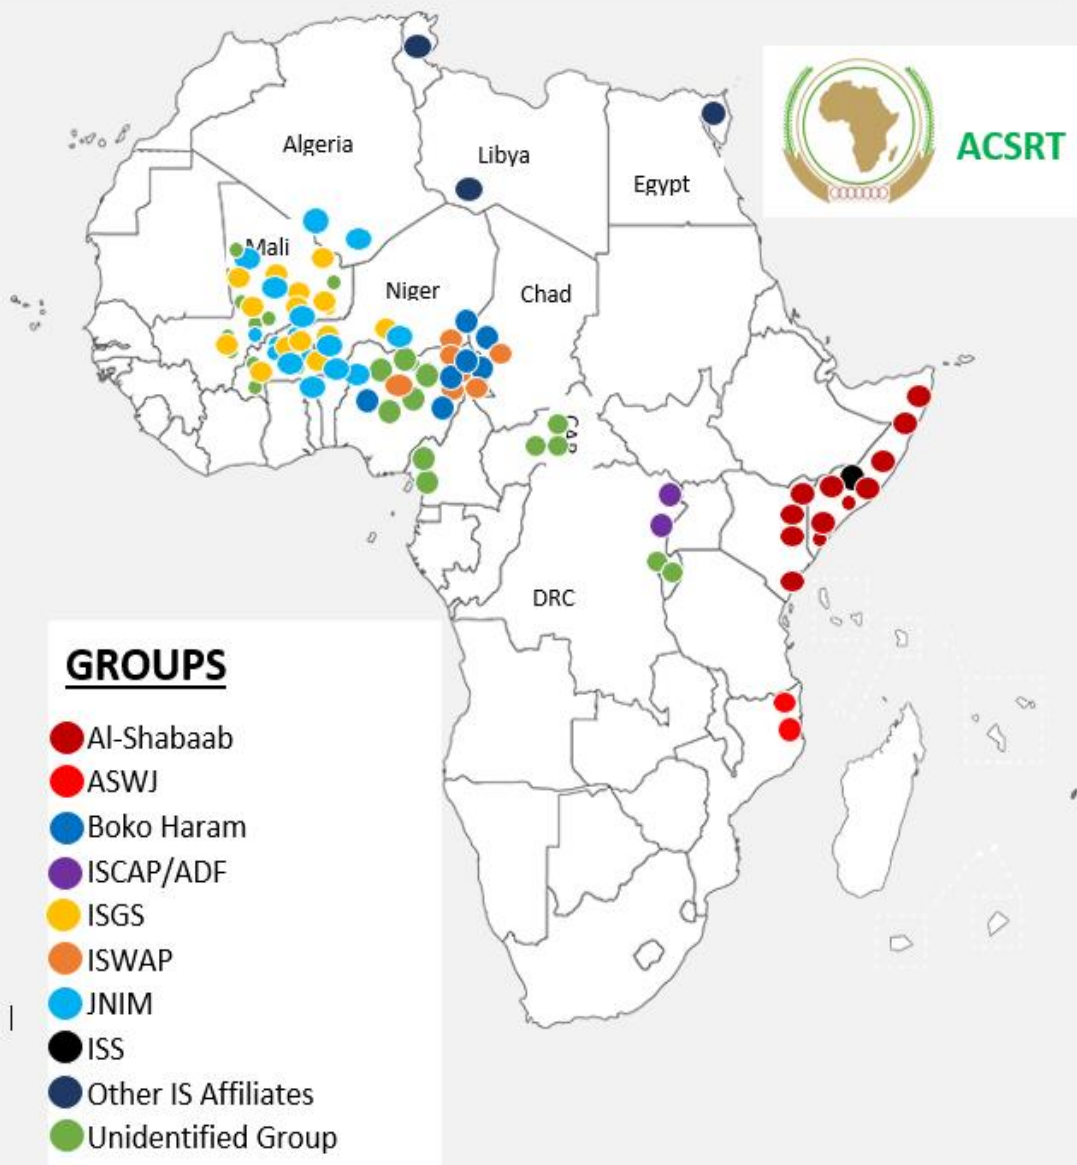 Algeria
Libya
Egypt
ACSRT
Mali
Niger
Chad
CAR
DRC
GROUPS
Al-Shabaab
ASWJ
Boko Haram
ISCAP/ADF
ISGS
ISWAP
JNIM
ISS
Other IS Affiliates
Unidentified Group